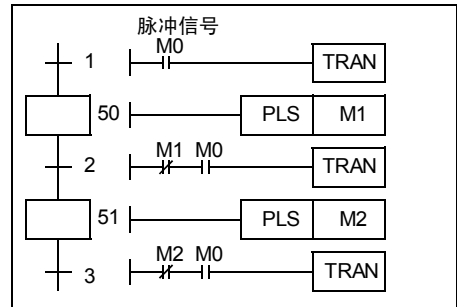 脉冲信号
M0
1 TRAN
50 PLS M1
M1 M0
2 TRAN
51 PLS M2
M2 M0
3 TRAN